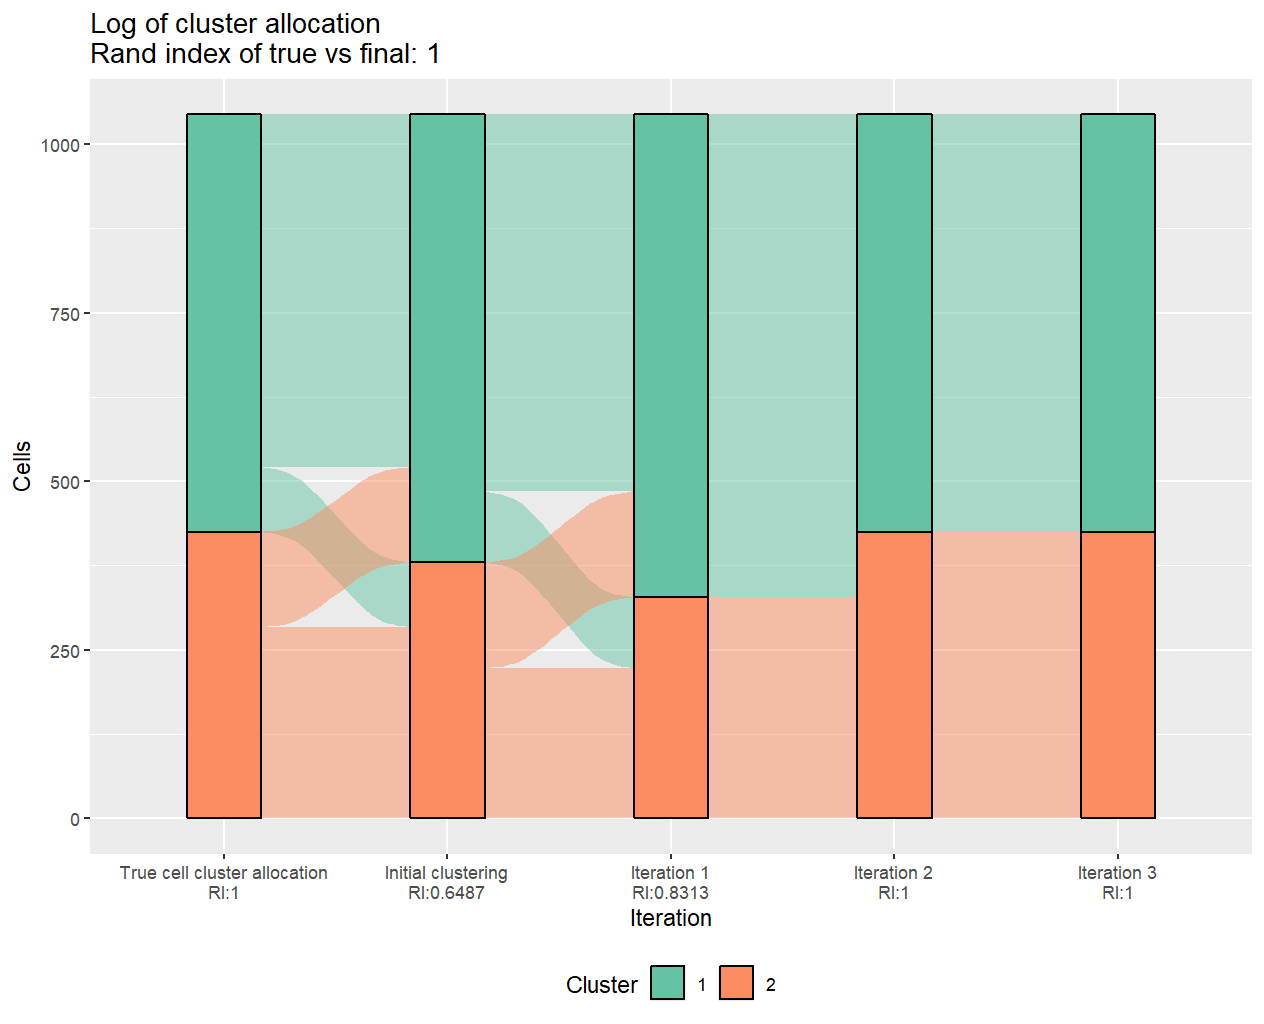 Log of cluster allocation
Rand index of true vs final: 1
Cells
1000
750
500
250
0
True cell cluster allocation
RI:1
Initial clustering
RI:0.6487
Iteration 1
RI:0.8313
Iteration 2
RI:1
Iteration 3
RI:1
Iteration
Cluster 1 2